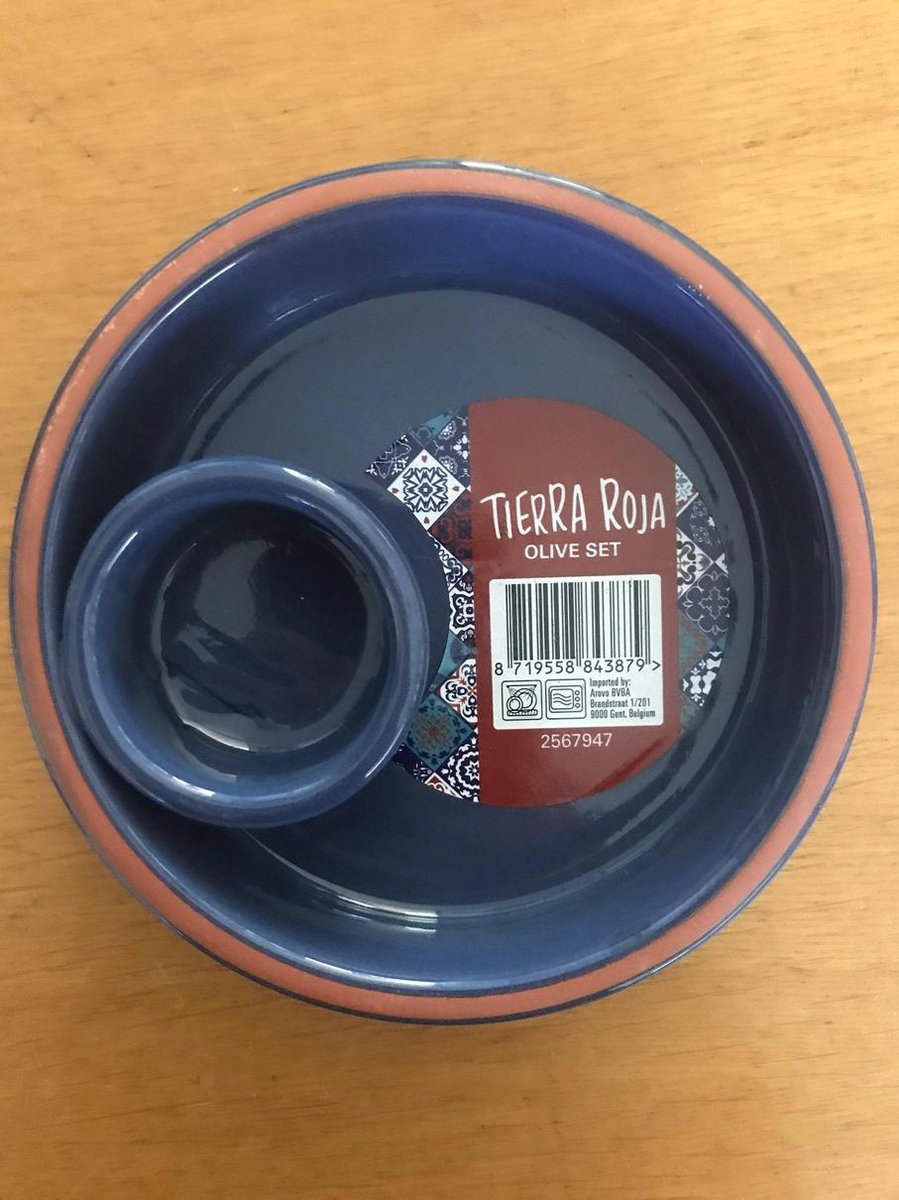 TIERRA ROJA
OLIVE SET
8 719558 843879 >
Imported by:
Arovo BVBA
Brandstraat 1/201
9000 Gent, Belgium
2567947